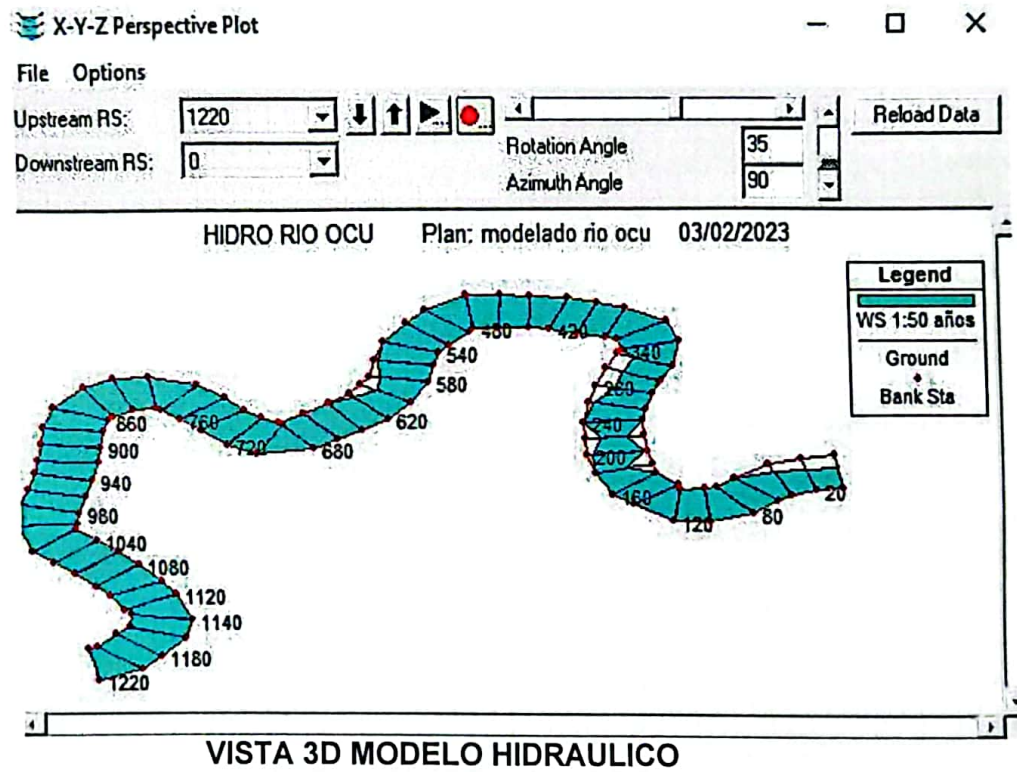 X-Y-Z Perspective Plot
File Options
Upstream RS: 1220
Downstream RS: 0
Rotation Angle 35
Azimuth Angle 90
Reload Data
HIDRO RIO OCU Plan: modelado rio ocu 03/02/2023
Legend
WS 1:50 años
Ground
Bank Sta
480
420
340
540
580
620
680
720
760
860
900
940
980
1040
1080
1120
1140
1180
1220
240
200
160
120
80
20
VISTA 3D MODELO HIDRAULICO